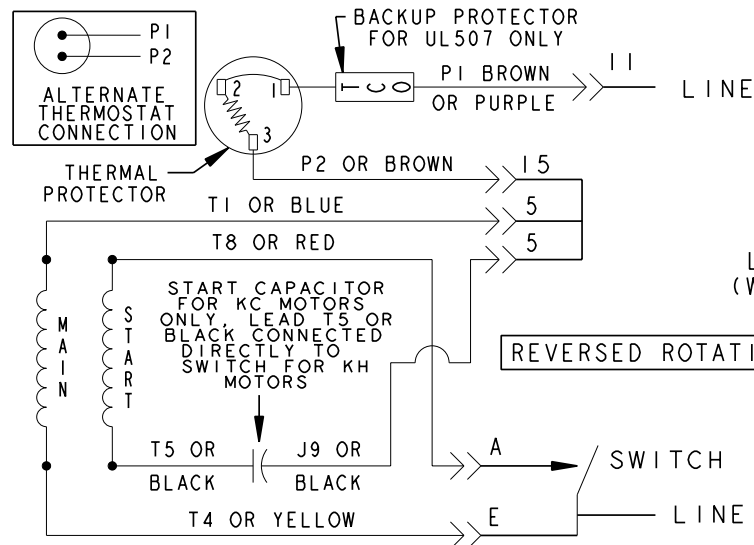 P1
P2
ALTERNATE
THERMOSTAT
CONNECTION
BACKUP PROTECTOR
FOR UL507 ONLY
2
1
3
TCO
P1 BROWN
OR PURPLE
11
LINE
THERMAL
PROTECTOR
P2 OR BROWN
15
T1 OR BLUE
5
T8 OR RED
5
L
(W
START CAPACITOR
FOR KC MOTORS
ONLY, LEAD T5 OR
BLACK CONNECTED
DIRECTLY TO
SWITCH FOR KH
MOTORS
MAIN
START
REVERSED ROTATI
T5 OR
BLACK
J9 OR
BLACK
A
SWITCH
T4 OR YELLOW
E
LINE